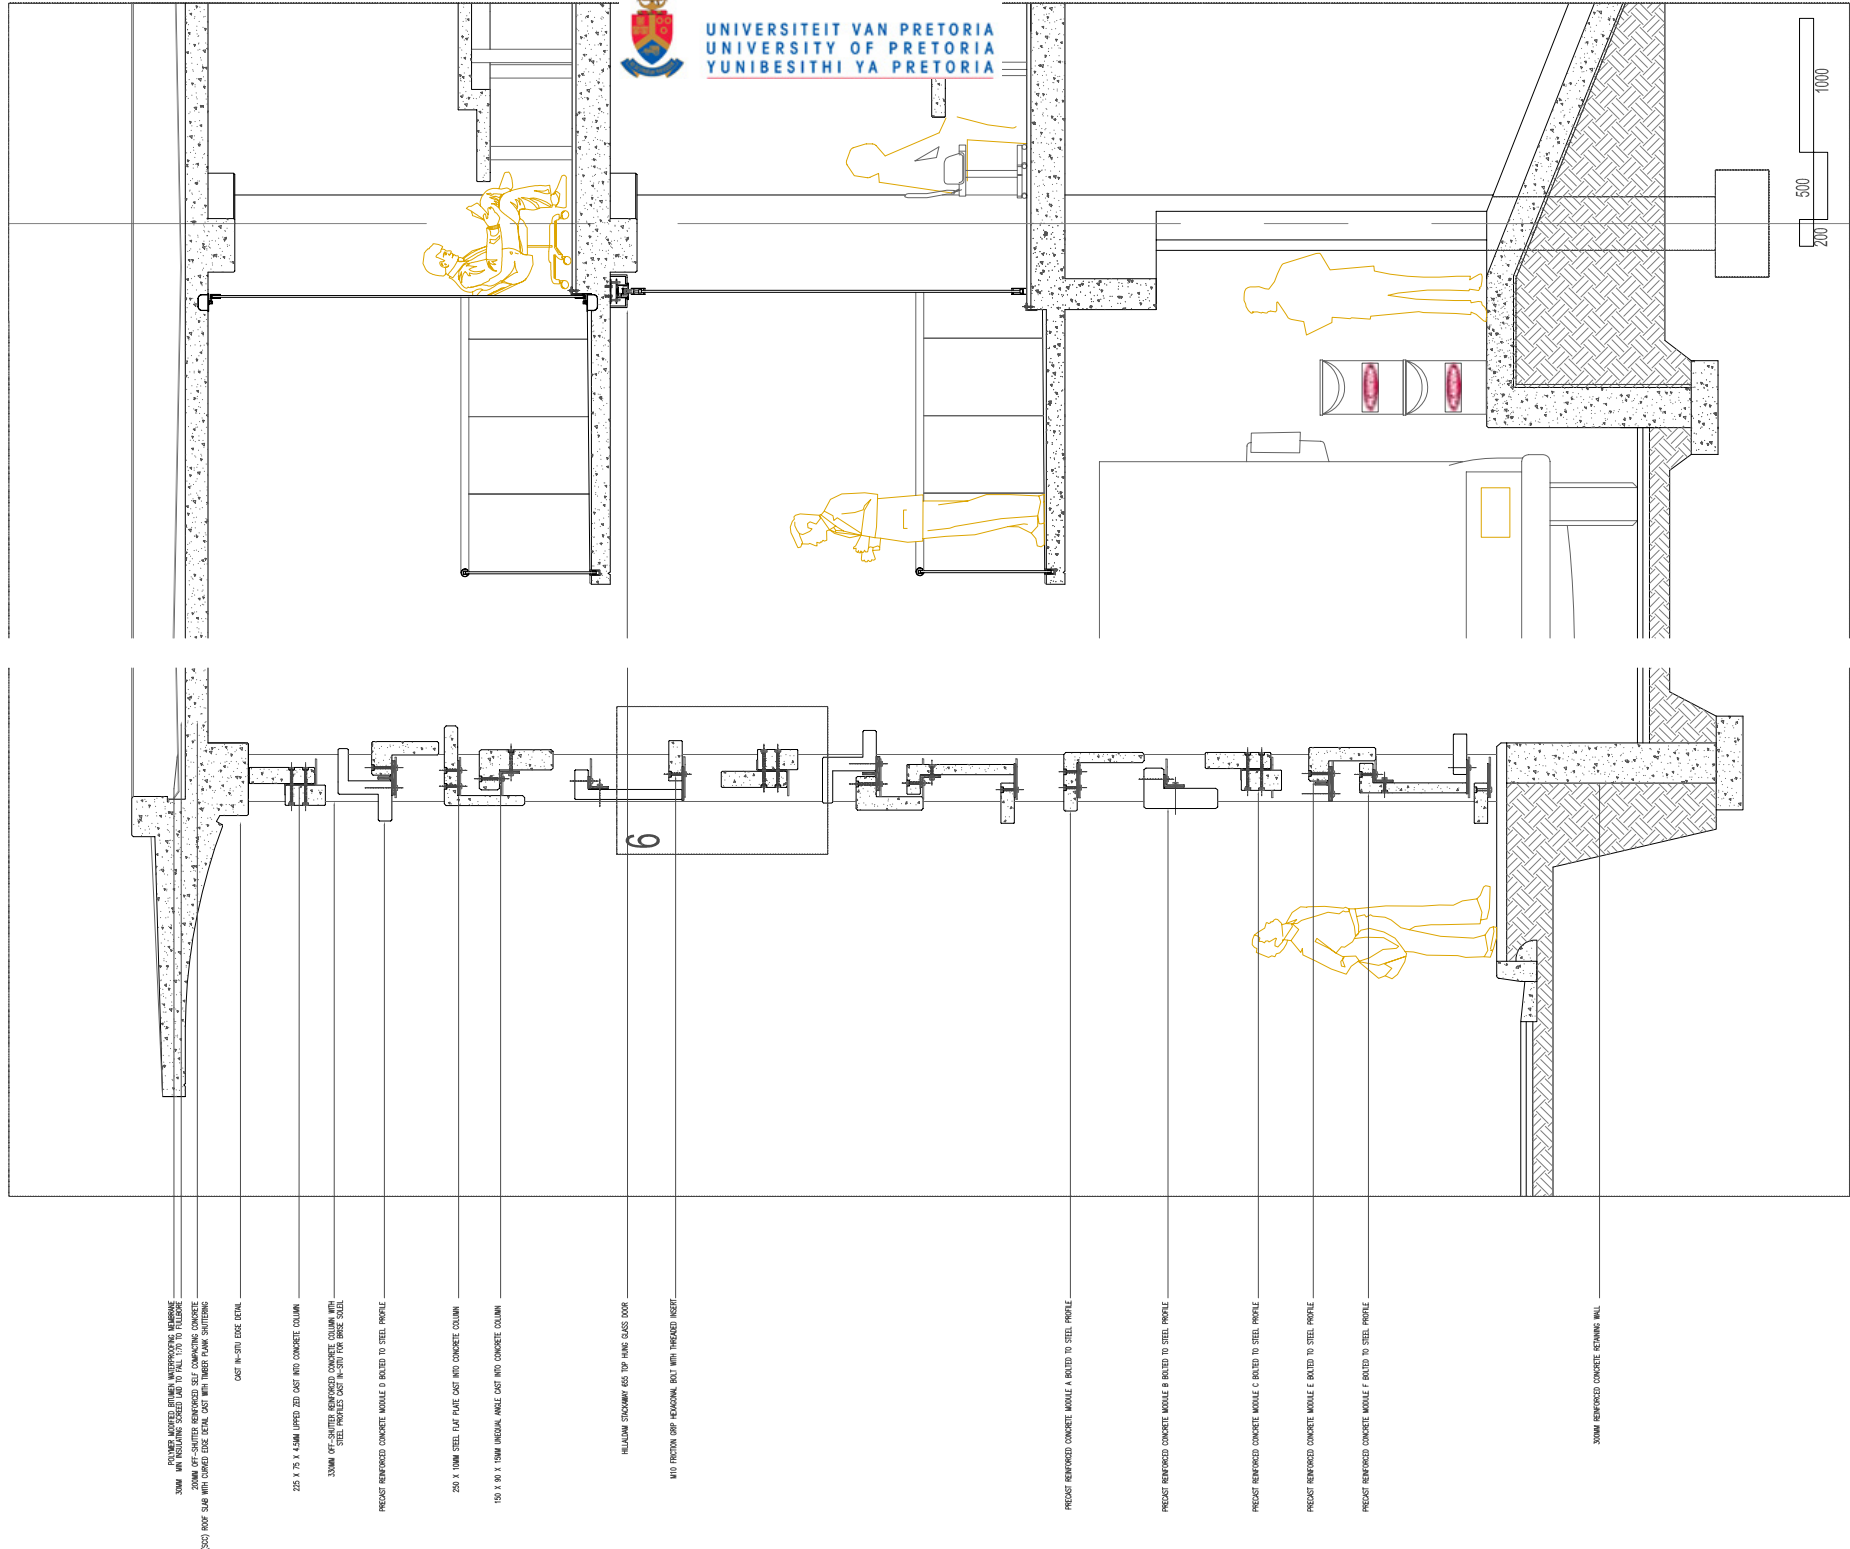 UNIVERSITEIT VAN PRETORIA
UNIVERSITY OF PRETORIA
YUNIBESITHI YA PRETORIA
1000
500
200
6
POLYMER MODIFIED BITUMEN WATERPROOFING MEMBRANE
30MM MIN INSULATING SCREED LAID TO FALL 1:70 TO FULLBORE
200MM OFF-SHUTTER REINFORCED SELF COMPACTING CONCRETE
(SCC) ROOF SLAB WITH CURVED EDGE DETAIL CAST WITH TIMBER PLANK SHUTTERING
CAST IN-SITU EDGE DETAIL
225 X 75 X 4.5MM LIPPED ZED CAST INTO CONCRETE COLUMN
330MM OFF-SHUTTER REINFORCED CONCRETE COLUMN WITH
STEEL PROFILES CAST IN-SITU FOR BRISE SOLEIL
PRECAST REINFORCED CONCRETE MODULE D BOLTED TO STEEL PROFILE
250 X 10MM STEEL FLAT PLATE CAST INTO CONCRETE COLUMN
150 X 90 X 15MM UNEQUAL ANGLE CAST INTO CONCRETE COLUMN
HILLALDAM STACKAWAY 655 TOP HUNG GLASS DOOR
M10 FRICTION GRIP HEXAGONAL BOLT WITH THREADED INSERT
PRECAST REINFORCED CONCRETE MODULE A BOLTED TO STEEL PROFILE
PRECAST REINFORCED CONCRETE MODULE B BOLTED TO STEEL PROFILE
PRECAST REINFORCED CONCRETE MODULE C BOLTED TO STEEL PROFILE
PRECAST REINFORCED CONCRETE MODULE E BOLTED TO STEEL PROFILE
PRECAST REINFORCED CONCRETE MODULE F BOLTED TO STEEL PROFILE
300MM REINFORCED CONCRETE RETAINING WALL